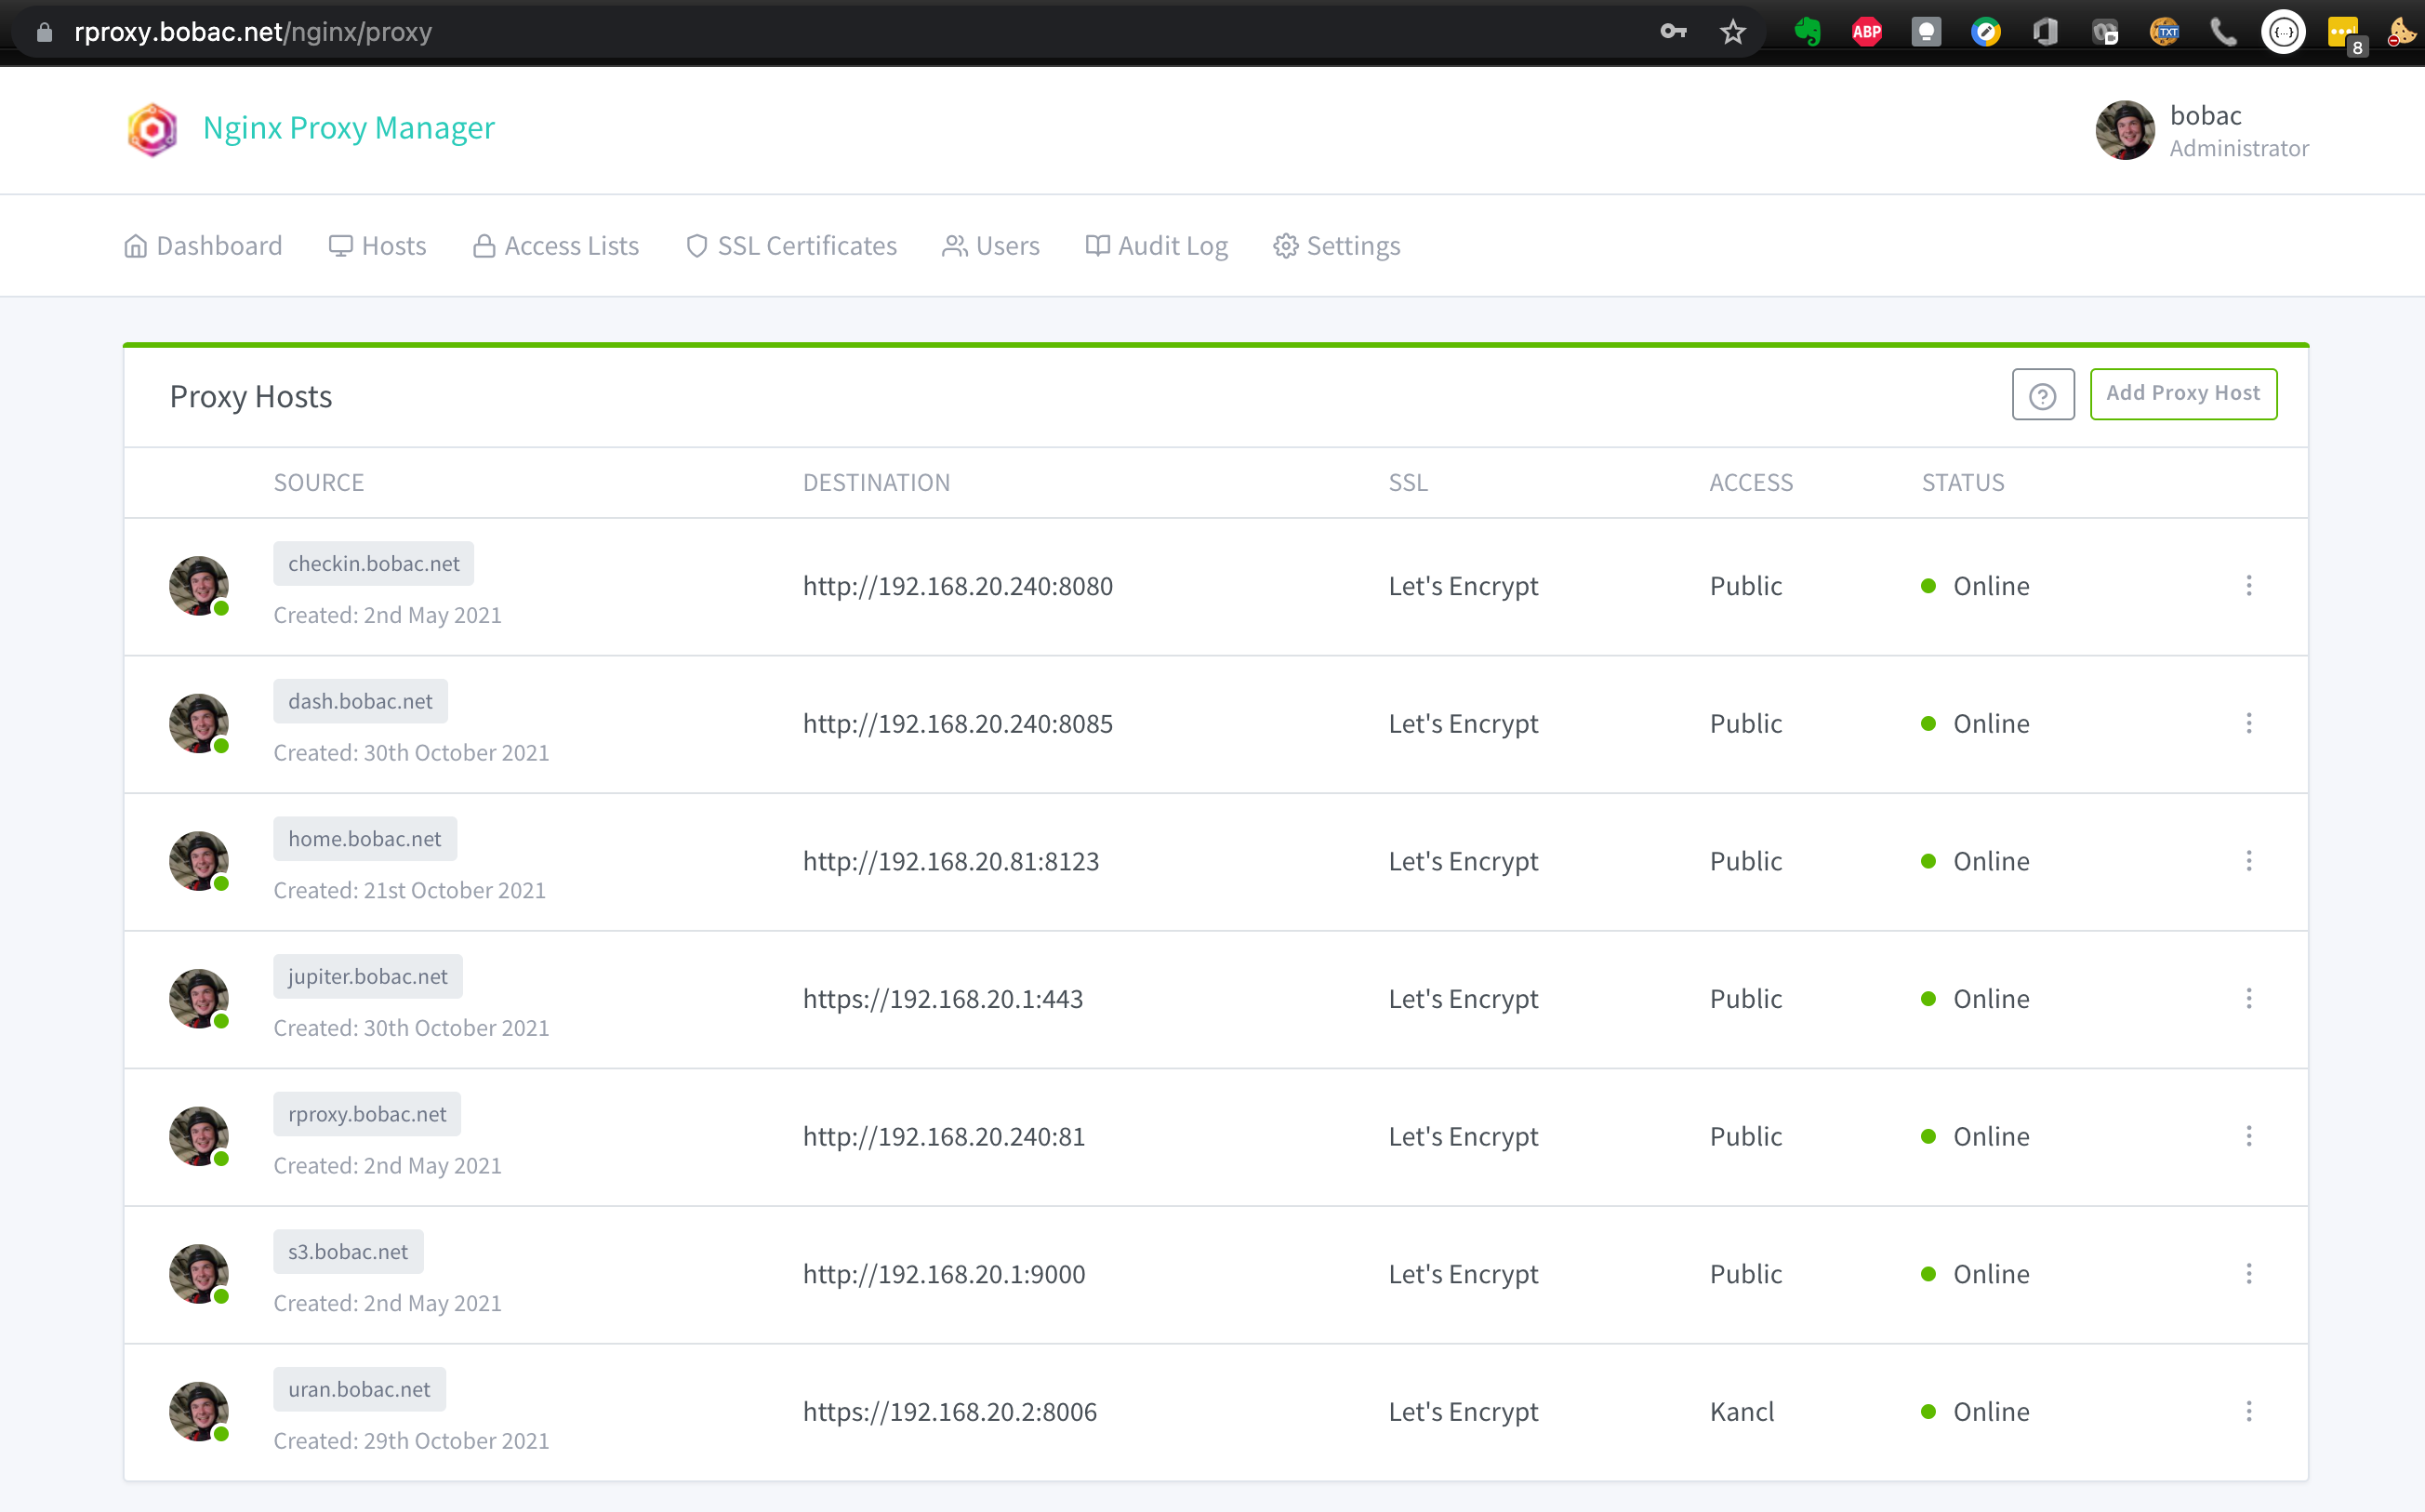 rproxy.bobac.net/nginx/proxy
ABP
TXT
{...}
8
Nginx Proxy Manager
bobac
Administrator
Dashboard Hosts Access Lists SSL Certificates Users Audit Log Settings
Proxy Hosts
Add Proxy Host
SOURCE DESTINATION SSL ACCESS STATUS
checkin.bobac.net
http://192.168.20.240:8080 Let's Encrypt Public Online
Created: 2nd May 2021
dash.bobac.net
http://192.168.20.240:8085 Let's Encrypt Public Online
Created: 30th October 2021
home.bobac.net
http://192.168.20.81:8123 Let's Encrypt Public Online
Created: 21st October 2021
jupiter.bobac.net
https://192.168.20.1:443 Let's Encrypt Public Online
Created: 30th October 2021
rproxy.bobac.net
http://192.168.20.240:81 Let's Encrypt Public Online
Created: 2nd May 2021
s3.bobac.net
http://192.168.20.1:9000 Let's Encrypt Public Online
Created: 2nd May 2021
uran.bobac.net
https://192.168.20.2:8006 Let's Encrypt Kancl Online
Created: 29th October 2021